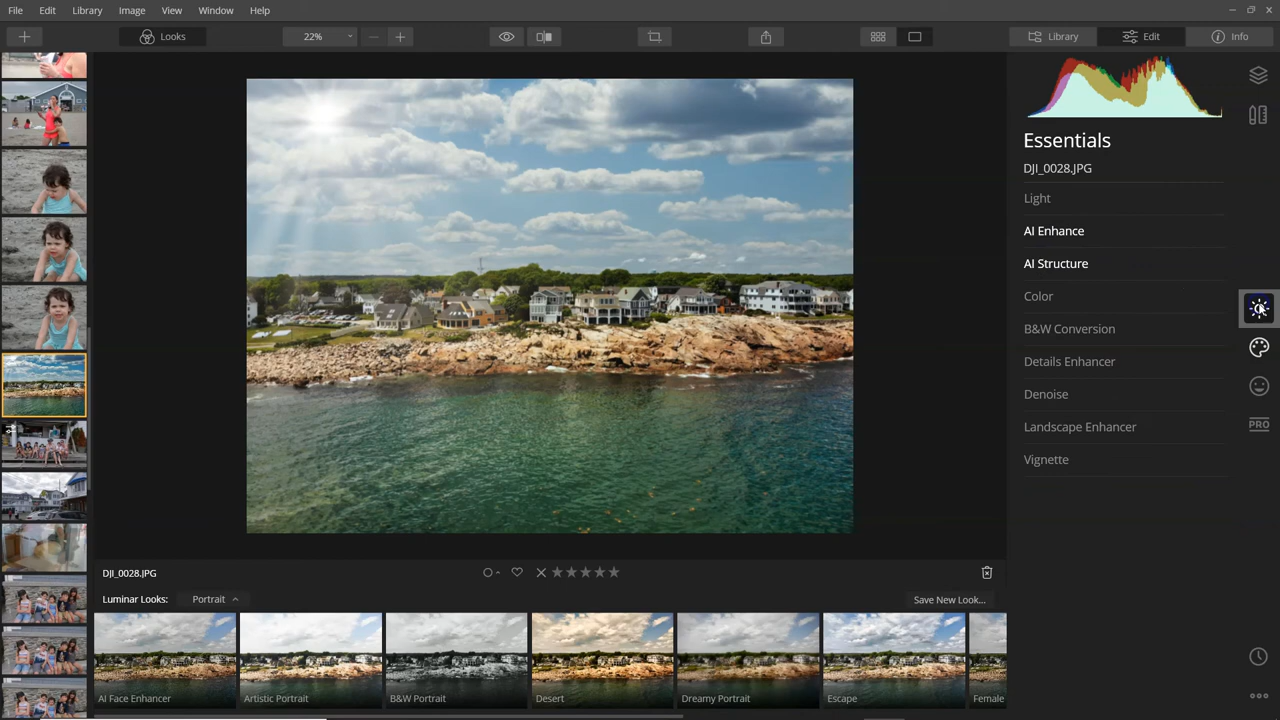 File Edit Library Image View Window Help
Looks 22% Library Edit Info
Essentials
DJI_0028.JPG
Light
AI Enhance
AI Structure
Color
B&W Conversion
Details Enhancer
Denoise
Landscape Enhancer
PRO
Vignette
DJI_0028.JPG
Luminar Looks: Portrait Save New Look...
AI Face Enhancer Artistic Portrait B&W Portrait Desert Dreamy Portrait Escape Female